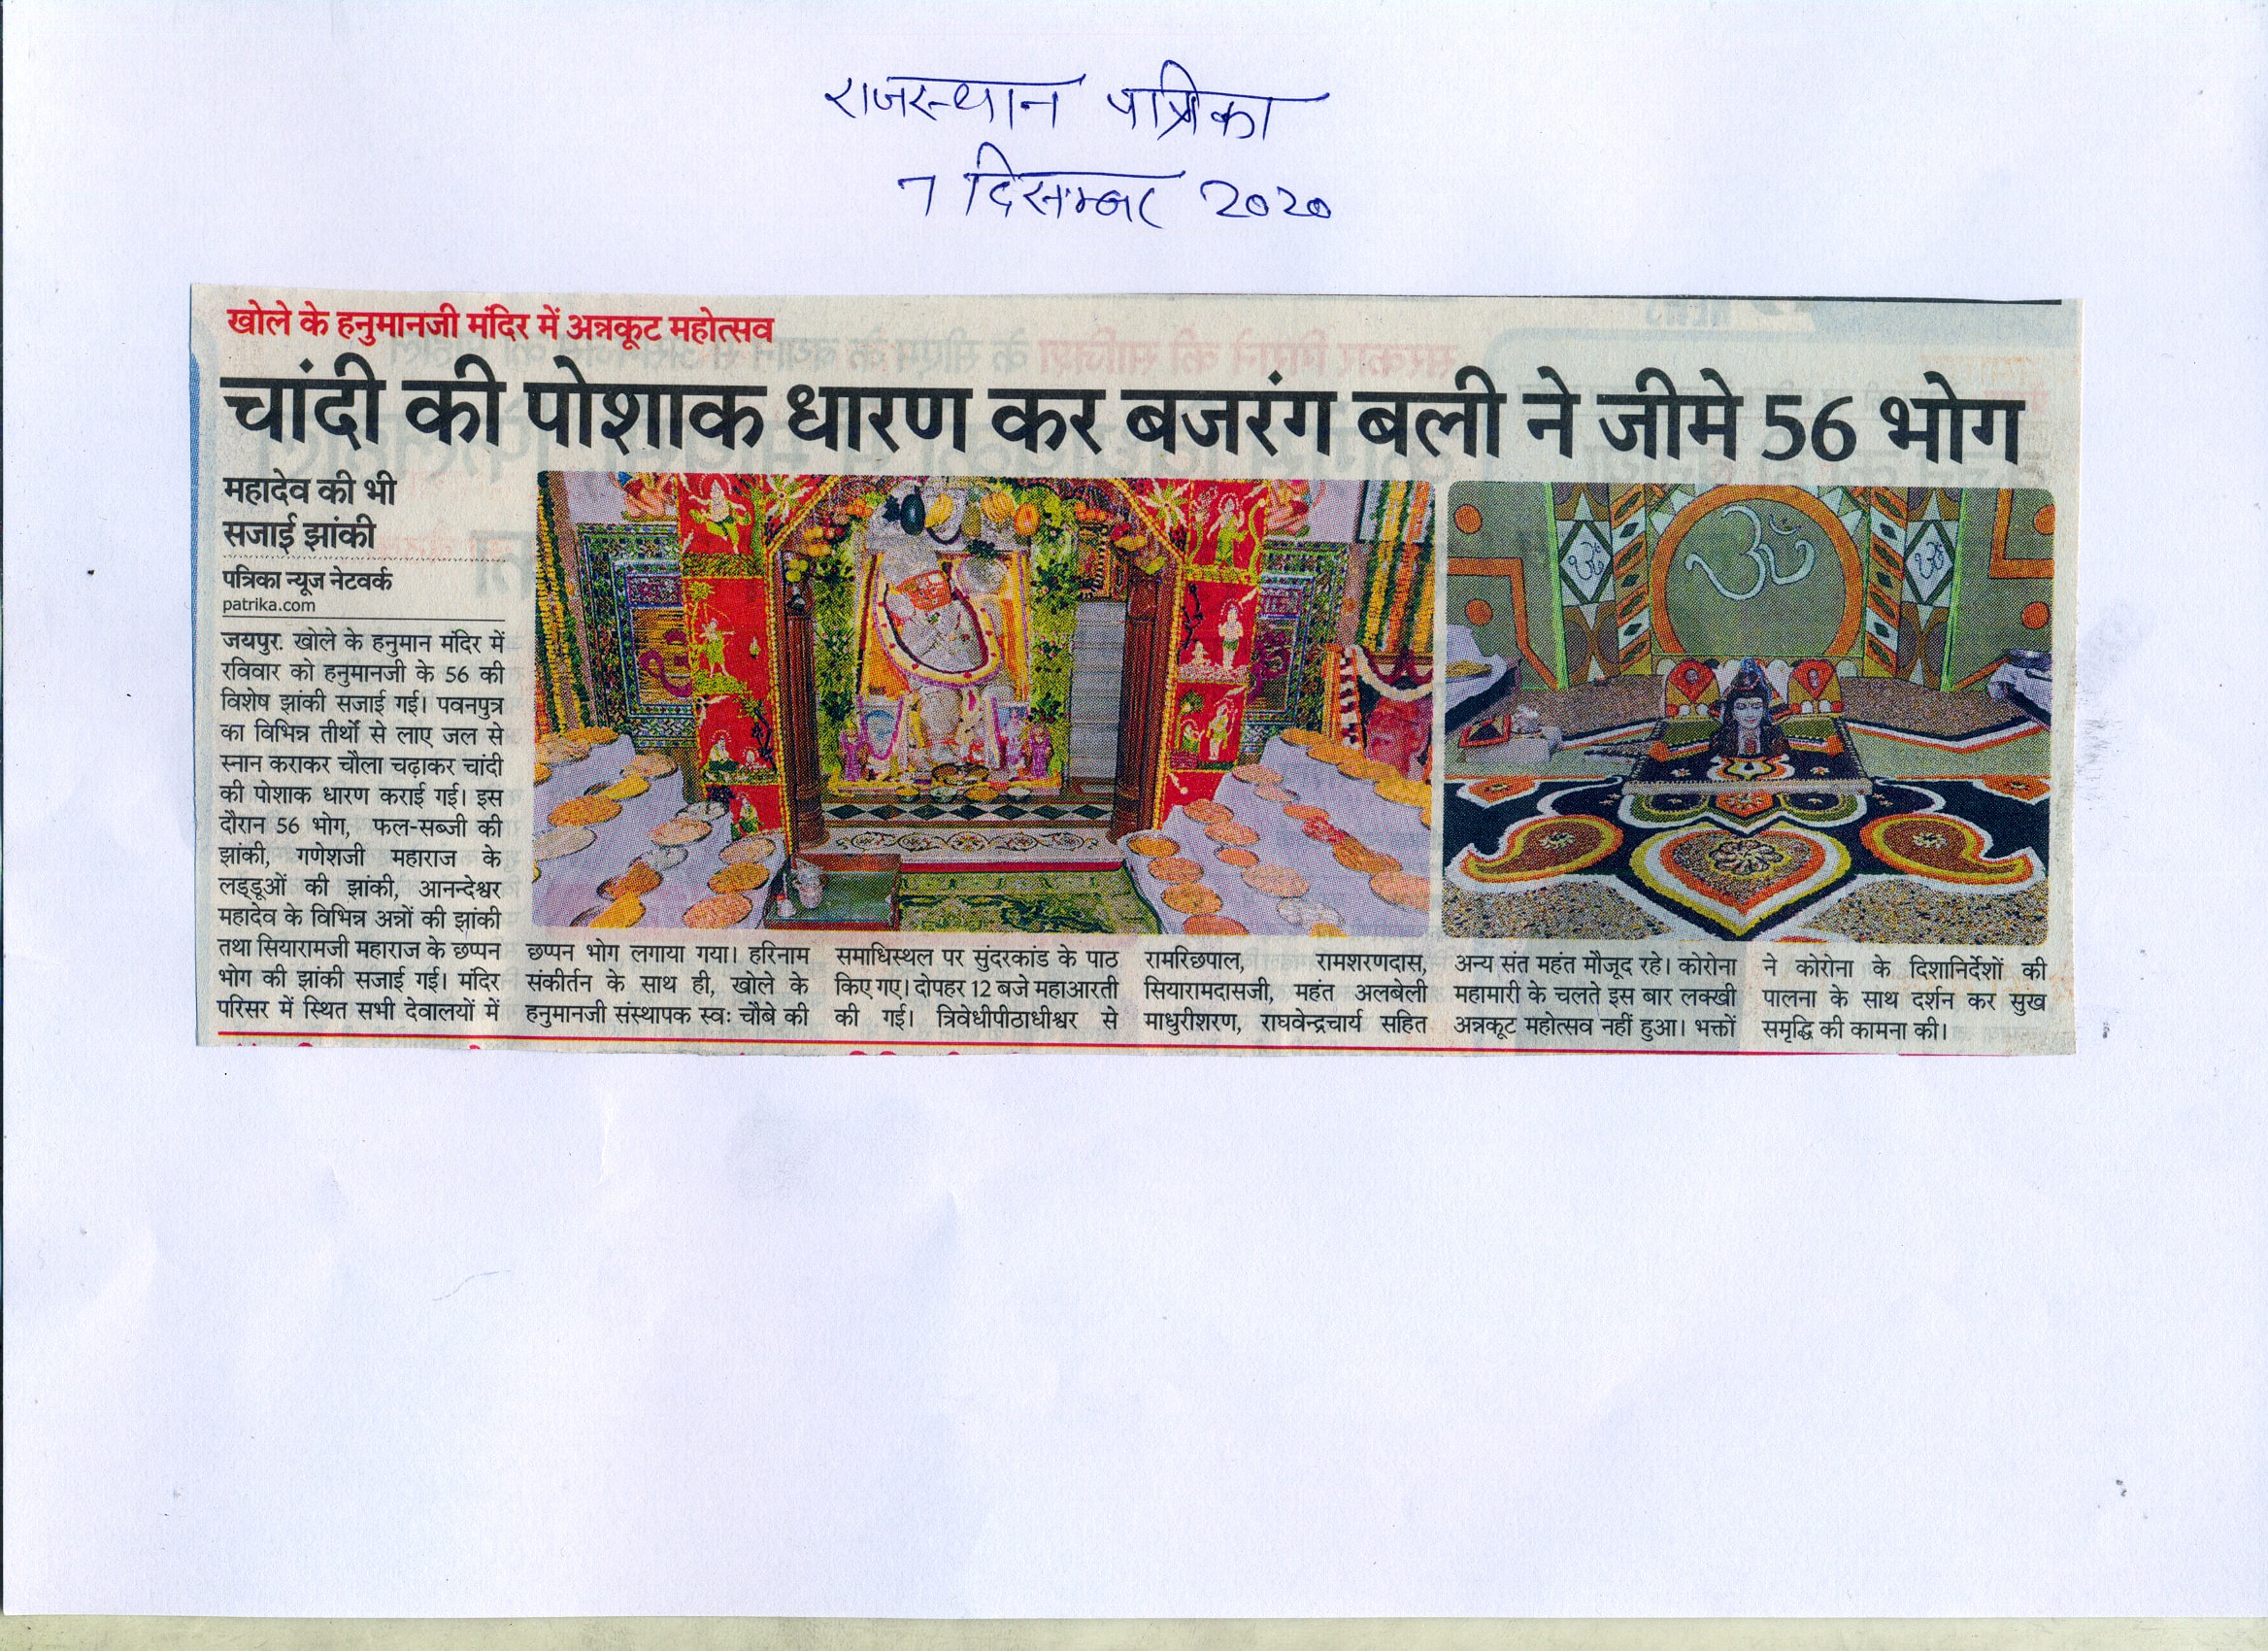 राजस्थान पत्रिका
7 दिसम्बर 2020
खोले के हनुमानजी मंदिर में अन्नकूट महोत्सव
चांदी की पोशाक धारण कर बजरंग बली ने जीमे 56 भोग
महादेव की भी
सजाई झांकी
पत्रिका न्यूज नेटवर्क
patrika.com
जयपुर. खोले के हनुमान मंदिर में
रविवार को हनुमानजी के 56 की
विशेष झांकी सजाई गई। पवनपुत्र
का विभिन्न तीर्थों से लाए जल से
स्नान कराकर चौला चढ़ाकर चांदी
की पोशाक धारण कराई गई। इस
दौरान 56 भोग, फल-सब्जी की
झांकी, गणेशजी महाराज के
लड्डूओं की झांकी, आनन्देश्वर
महादेव के विभिन्न अन्नों की झांकी
तथा सियारामजी महाराज के छप्पन
भोग की झांकी सजाई गई। मंदिर
परिसर में स्थित सभी देवालयों में
छप्पन भोग लगाया गया। हरिनाम
संकीर्तन के साथ ही, खोले के
हनुमानजी संस्थापक स्वः चौबे की
समाधिस्थल पर सुंदरकांड के पाठ
किए गए। दोपहर 12 बजे महाआरती
की गई। त्रिवेधीपीठाधीश्वर से
रामरिछपाल, रामशरणदास,
सियारामदासजी, महंत अलबेली
माधुरीशरण, राघवेन्द्रचार्य सहित
अन्य संत महंत मौजूद रहे। कोरोना
महामारी के चलते इस बार लक्खी
अन्नकूट महोत्सव नहीं हुआ। भक्तों
ने कोरोना के दिशानिर्देशों की
पालना के साथ दर्शन कर सुख
समृद्धि की कामना की।
ॐ
ॐ
ॐ